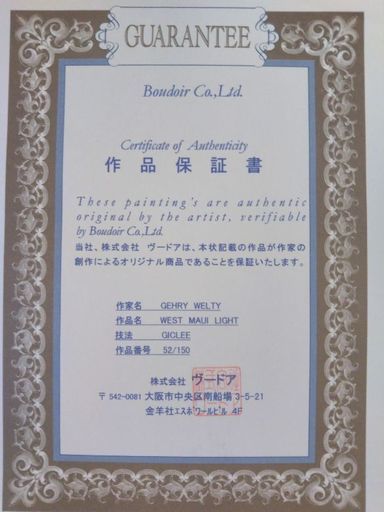 GUARANTEE
Boudoir Co.,Ltd.
Certificate of Authenticity
作品保証書
These painting's are authentic
original by the artist, verifiable
by Boudoir Co.,Ltd.
当社、株式会社 ヴードアは、本状記載の作品が作家の
創作によるオリジナル商品であることを保証いたします。
作家名 GEHRY WELTY
作品名 WEST MAUI LIGHT
技法 GICLEE
作品番号 52/150
株式会社 ヴードア
〒542-0081 大阪市中央区南船場3-5-21
金羊社エスポワールビル 4F